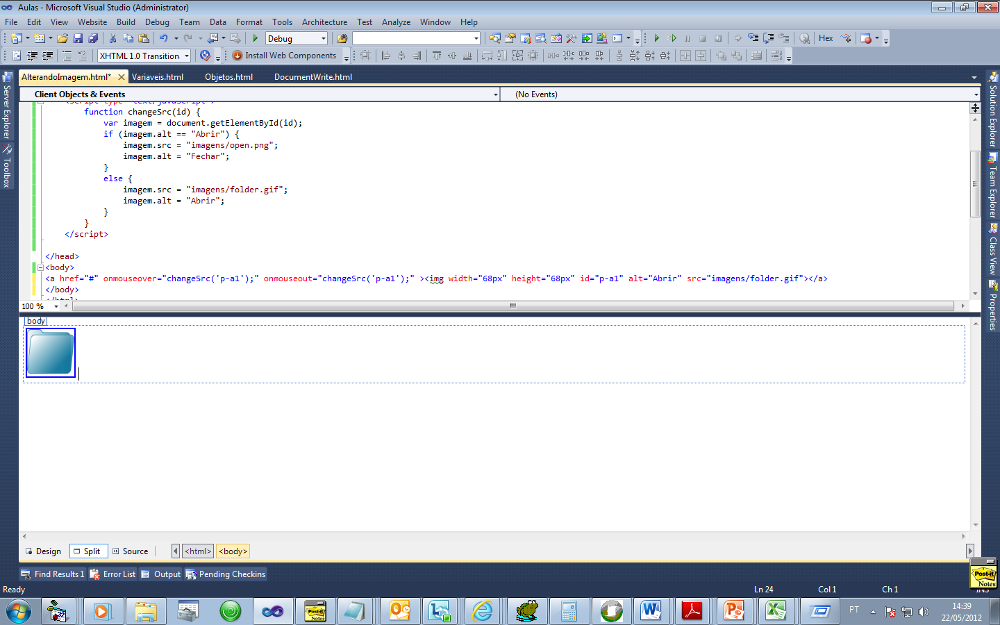 Aulas - Microsoft Visual Studio (Administrator)
File Edit View Website Build Debug Team Data Format Tools Architecture Test Analyze Window Help
Debug Hex
XHTML 1.0 Transition Install Web Components
AlterandoImagem.html* Variaveis.html Objetos.html DocumentWrite.html
Client Objects & Events (No Events)
<script type="text/javascript">
function changeSrc(id) {
var imagem = document.getElementById(id);
if (imagem.alt == "Abrir") {
imagem.src = "imagens/open.png";
imagem.alt = "Fechar";
}
else {
imagem.src = "imagens/folder.gif";
imagem.alt = "Abrir";
}
}
</script>
</head>
<body>
<a href="#" onmouseover="changeSrc('p-a1');" onmouseout="changeSrc('p-a1');" ><img width="68px" height="68px" id="p-a1" alt="Abrir" src="imagens/folder.gif"></a>
</body>
</html>
100 %
body
Design Split Source <html> <body>
Find Results 1 Error List Output Pending Checkins
Ready Ln 24 Col 1 Ch 1 INS
Server Explorer
Toolbox
Solution Explorer
Team Explorer
Class View
Properties
Post-it
Notes
32
Post-it
Notes
PT
14:39
22/05/2012